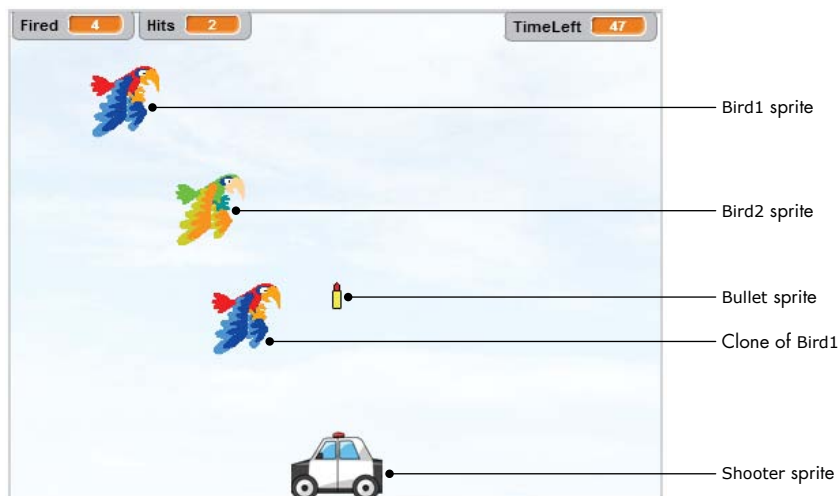 Fired 4 Hits 2 TimeLeft 47
Bird1 sprite
Bird2 sprite
Bullet sprite
Clone of Bird1
Shooter sprite